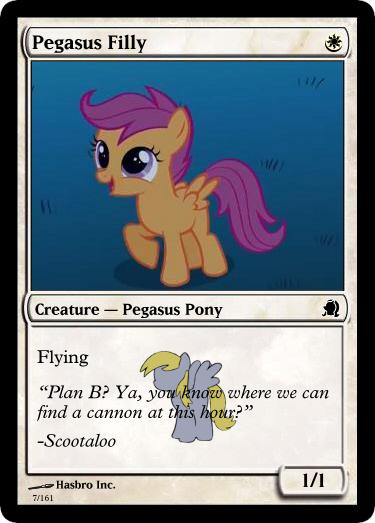 Pegasus Filly
Creature — Pegasus Pony
Flying
“Plan B? Ya, you know where we can
find a cannon at this hour?”
-Scootaloo
1/1
Hasbro Inc.
7/161